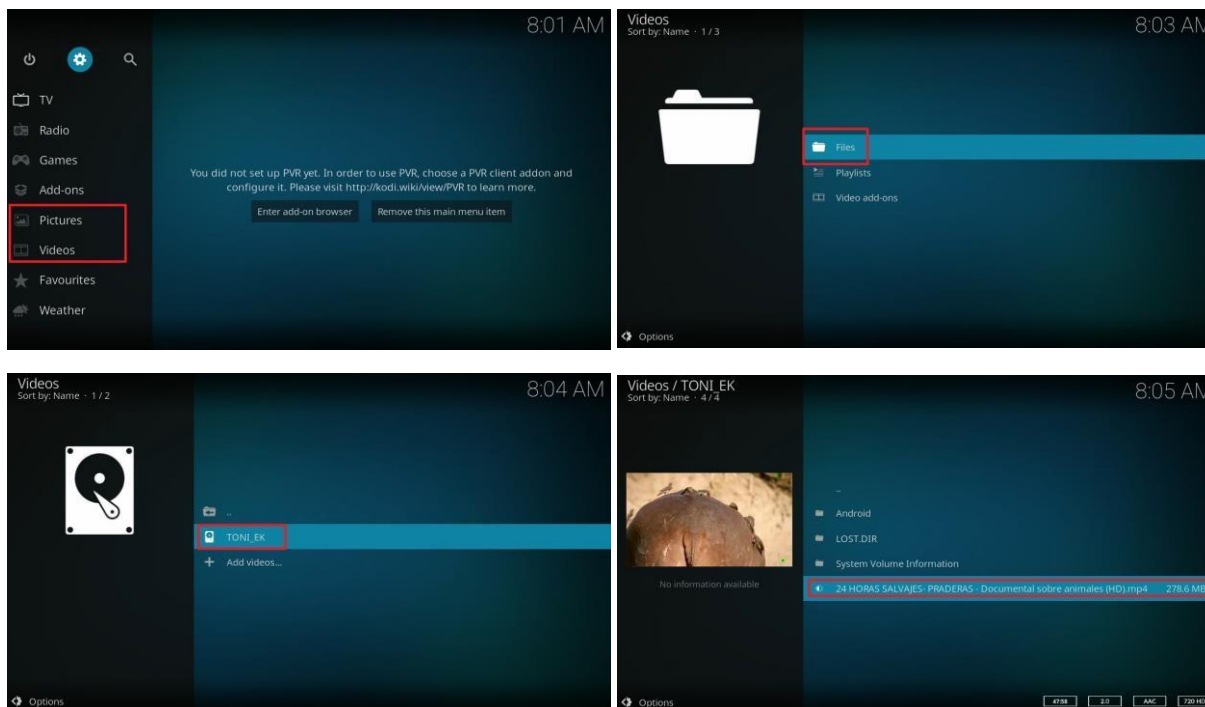 8:01 AM
TV
Radio
Games
Add-ons
Pictures
Videos
Favourites
Weather
You did not set up PVR yet. In order to use PVR, choose a PVR client addon and
configure it. Please visit http://kodi.wiki/view/PVR to learn more.
Enter add-on browser
Remove this main menu item
Videos
Sort by: Name · 1 / 3
8:03 AM
Files
Playlists
Video add-ons
Options
Videos
Sort by: Name · 1 / 2
8:04 AM
..
TONI_EK
Add videos...
Options
Videos / TONI_EK
Sort by: Name · 4 / 4
8:05 AM
..
Android
LOST.DIR
System Volume Information
24 HORAS SALVAJES- PRADERAS - Documental sobre animales (HD).mp4 278.6 MB
No information available
Options
47:58
2.0
AAC
720 HD